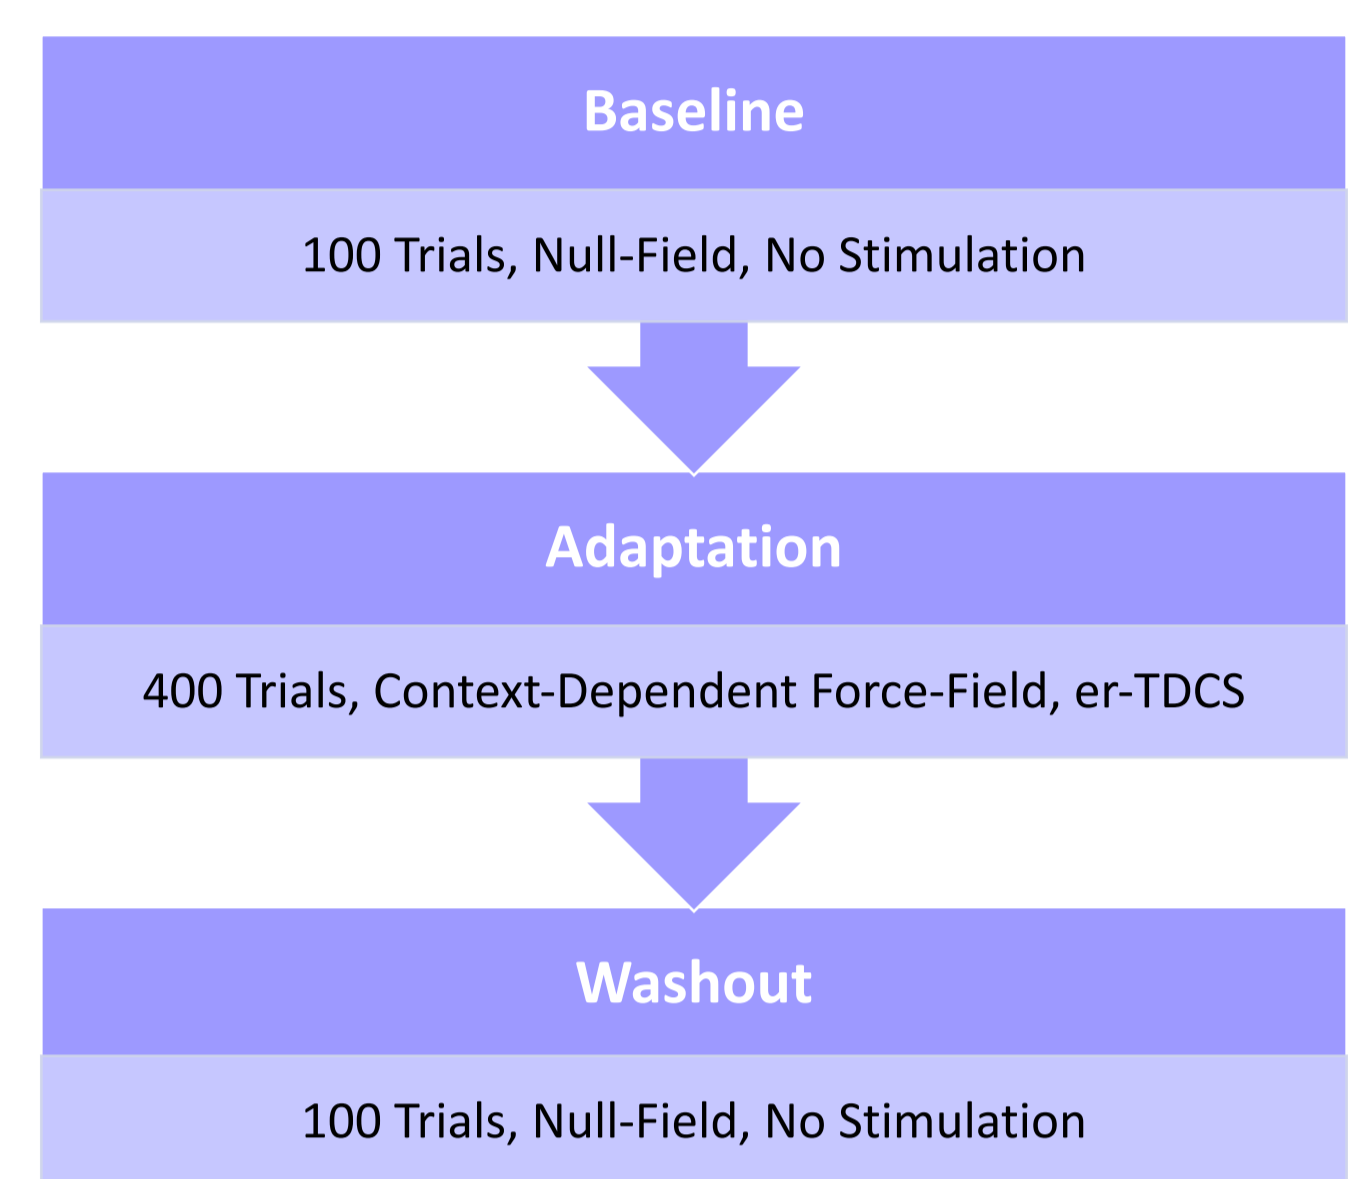 Baseline
100 Trials, Null-Field, No Stimulation
Adaptation
400 Trials, Context-Dependent Force-Field, er-TDCS
Washout
100 Trials, Null-Field, No Stimulation